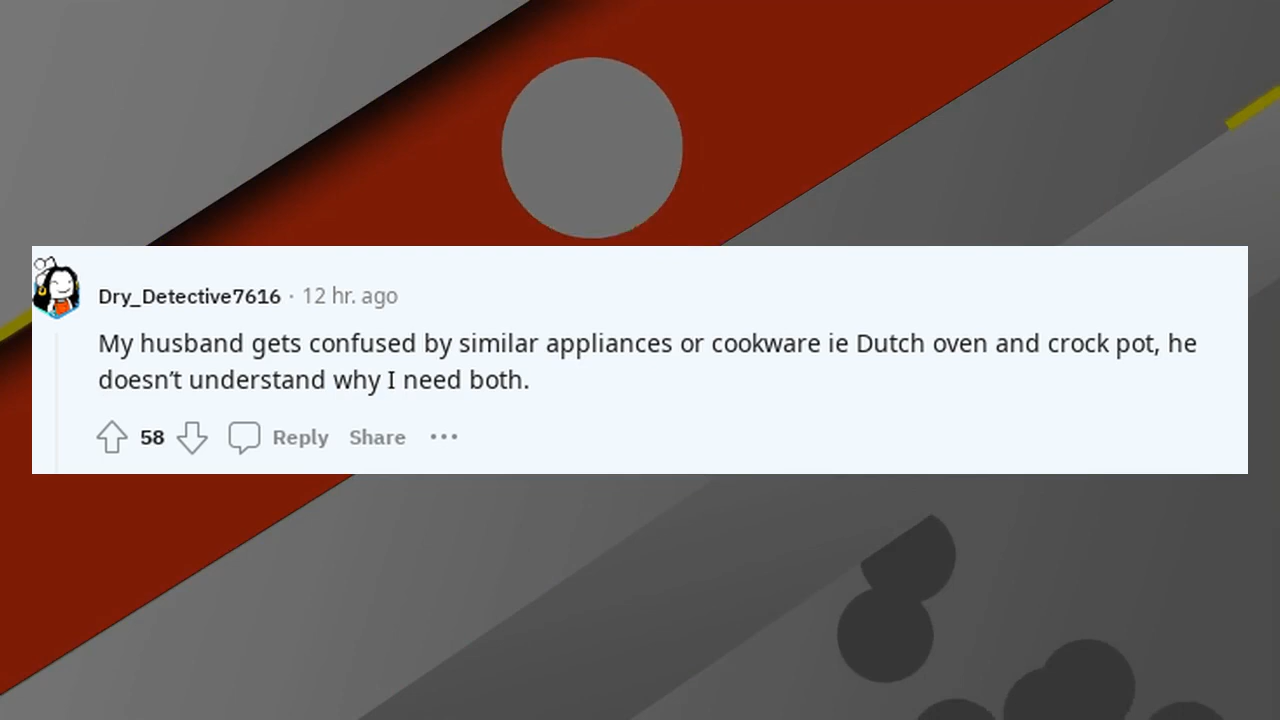 Dry_Detective7616 · 12 hr. ago
My husband gets confused by similar appliances or cookware ie Dutch oven and crock pot, he
doesn’t understand why I need both.
58 Reply Share •••